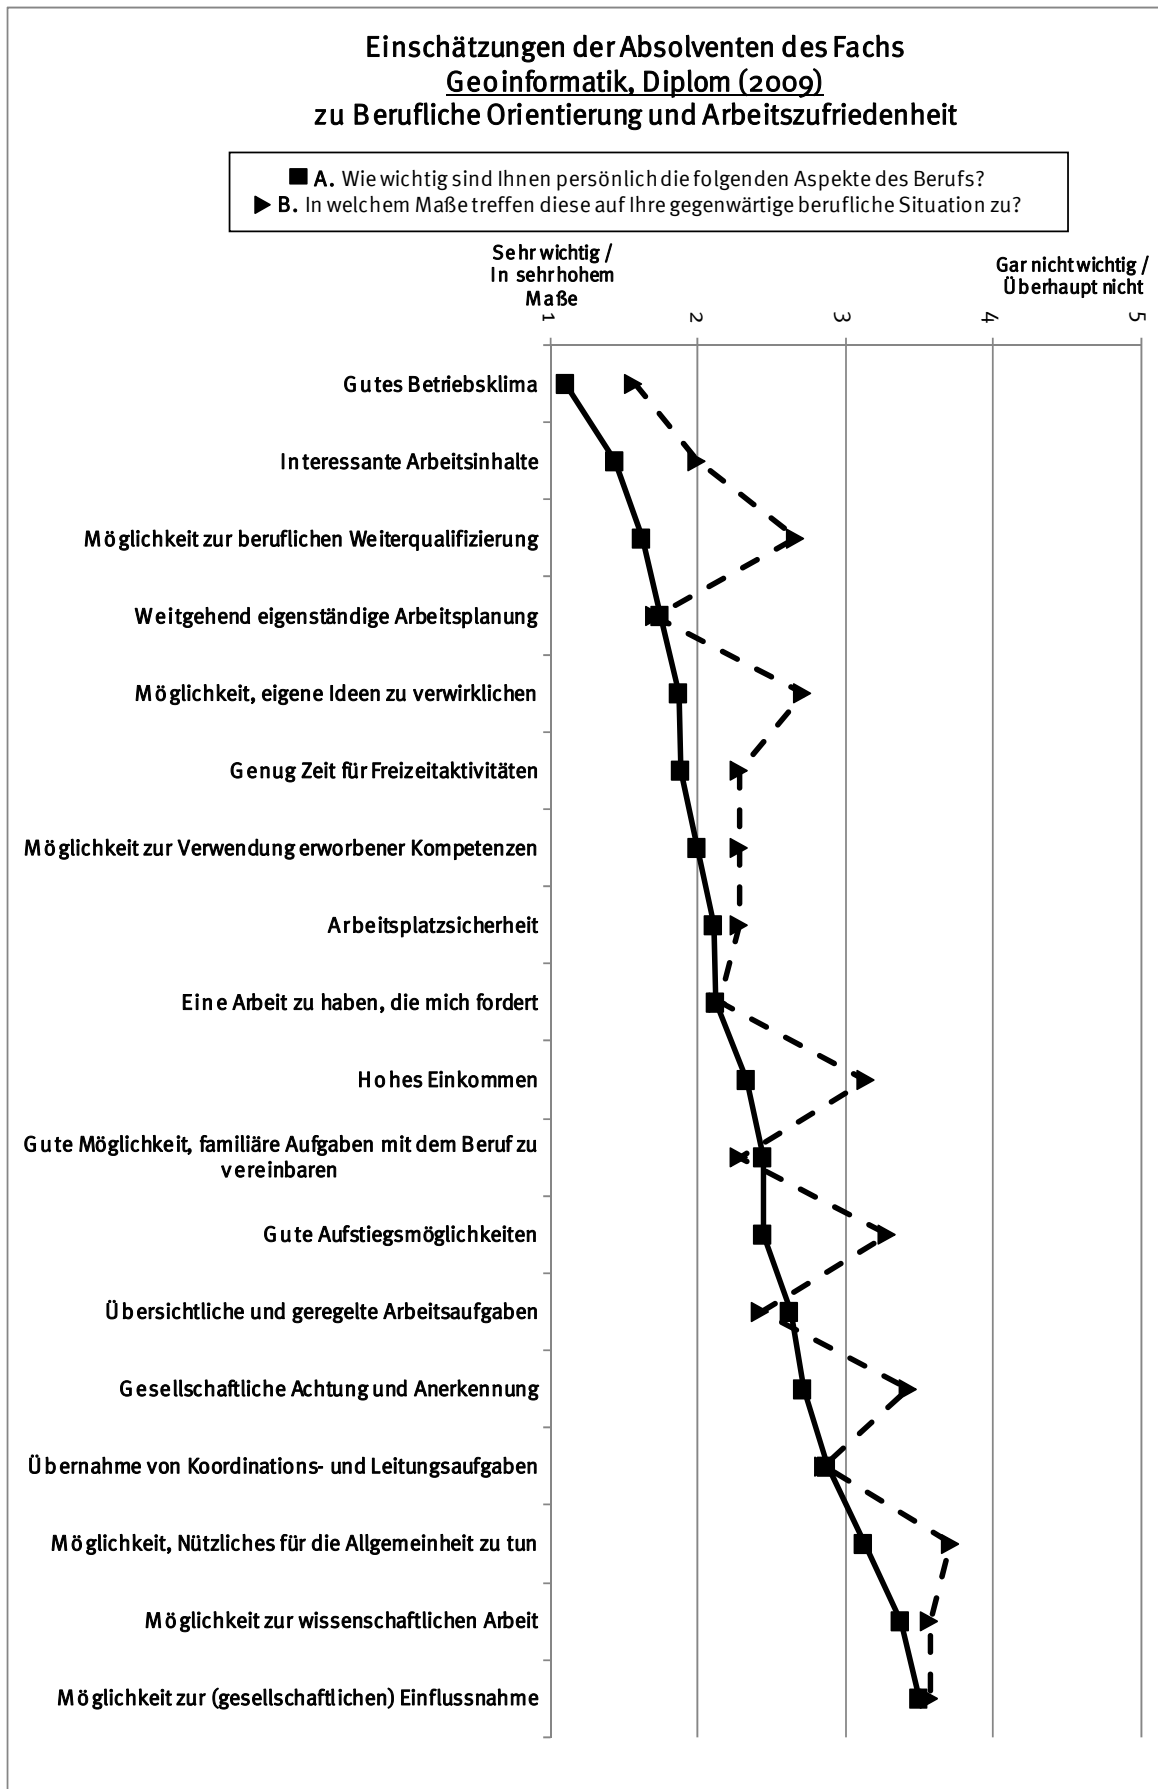 Einschätzungen der Absolventen des Fachs
Geoinformatik, Diplom (2009)
zu Berufliche Orientierung und Arbeitszufriedenheit
A. Wie wichtig sind Ihnen persönlich die folgenden Aspekte des Berufs?
B. In welchem Maße treffen diese auf Ihre gegenwärtige berufliche Situation zu?
Sehr wichtig /
In sehr hohem
Maße
Gar nicht wichtig /
Überhaupt nicht
1 2 3 4 5
Gutes Betriebsklima
Interessante Arbeitsinhalte
Möglichkeit zur beruflichen Weiterqualifizierung
Weitgehend eigenständige Arbeitsplanung
Möglichkeit, eigene Ideen zu verwirklichen
Genug Zeit für Freizeitaktivitäten
Möglichkeit zur Verwendung erworbener Kompetenzen
Arbeitsplatzsicherheit
Eine Arbeit zu haben, die mich fordert
Hohes Einkommen
Gute Möglichkeit, familiäre Aufgaben mit dem Beruf zu
vereinbaren
Gute Aufstiegsmöglichkeiten
Übersichtliche und geregelte Arbeitsaufgaben
Gesellschaftliche Achtung und Anerkennung
Übernahme von Koordinations- und Leitungsaufgaben
Möglichkeit, Nützliches für die Allgemeinheit zu tun
Möglichkeit zur wissenschaftlichen Arbeit
Möglichkeit zur (gesellschaftlichen) Einflussnahme